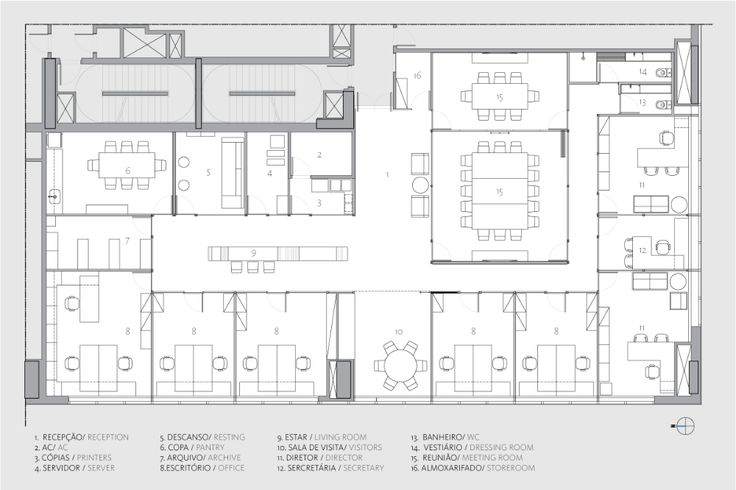 16
15
14
13
2
1
6
5
4
3
15
11
7
9
12
8
8
8
10
8
8
11
1. RECEPÇÃO/ RECEPTION
2. AC/ AC
3. CÓPIAS / PRINTERS
4. SERVIDOR / SERVER
5. DESCANSO/ RESTING
6. COPA / PANTRY
7. ARQUIVO/ ARCHIVE
8.ESCRITÓRIO / OFFICE
9. ESTAR / LIVING ROOM
10. SALA DE VISITA/ VISITORS
11. DIRETOR / DIRECTOR
12. SERCRETÁRIA / SECRETARY
13. BANHEIRO/ WC
14. VESTIÁRIO / DRESSING ROOM
15. REUNIÃO/ MEETING ROOM
16. ALMOXARIFADO/ STOREROOM